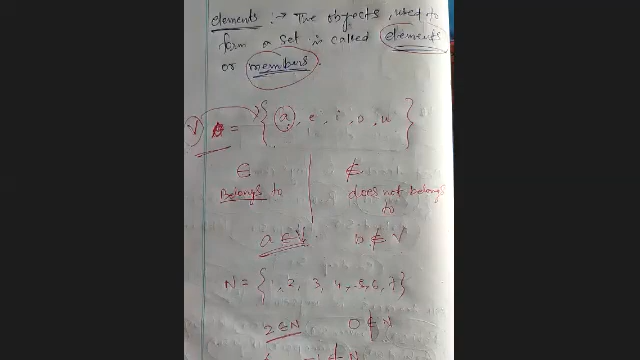 elements :→ The objects, used to
form a set is called elements
or members.
V = { a, e, i, o, u }
∈ ∉
Belongs to does not belongs
to
a ∈ V b ∉ V
N = { 1, 2, 3, 4, 5, 6, 7 }
2 ∈ N 0 ∉ N
-1 ∉ N